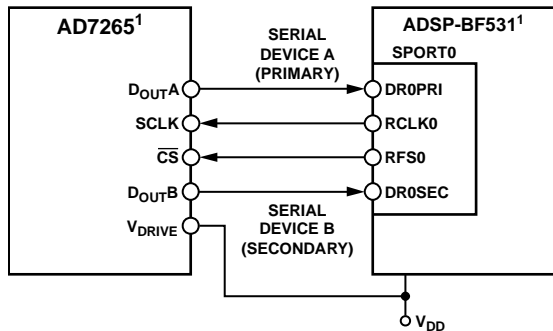 AD7265¹
ADSP-BF531¹
SPORT0
SERIAL
DEVICE A
(PRIMARY)
DOUTA
DR0PRI
SCLK
RCLK0
CS
RFS0
DOUTB
DR0SEC
SERIAL
DEVICE B
(SECONDARY)
VDRIVE
VDD